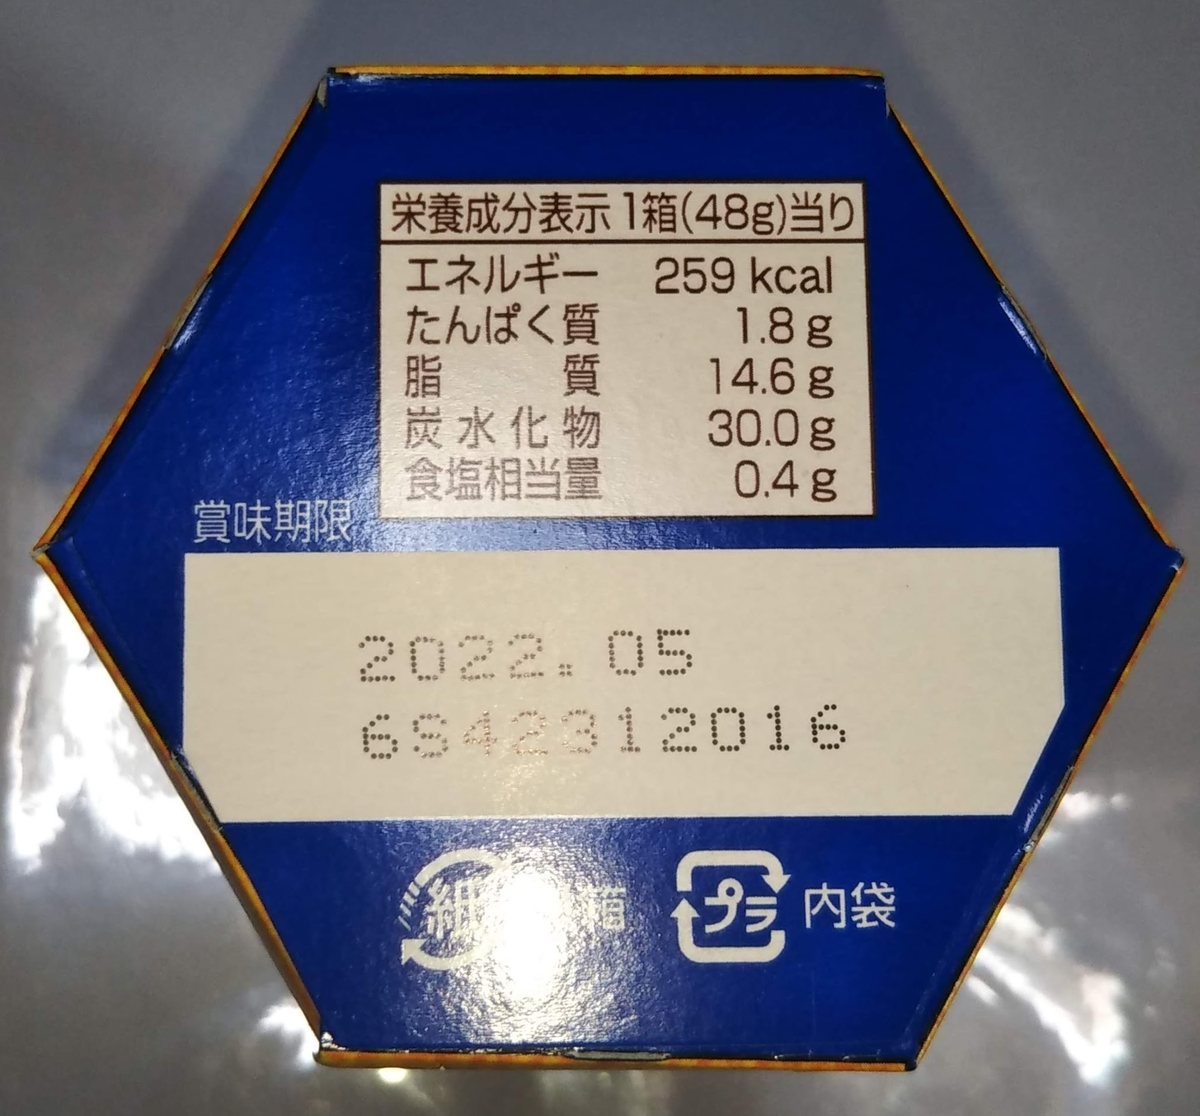 栄養成分表示 1箱(48g)当り
エネルギー 259 kcal
たんぱく質 1.8 g
脂質 14.6 g
炭水化物 30.0 g
食塩相当量 0.4 g
賞味期限
2022.05
6S42312016
紙 箱 プラ 内袋